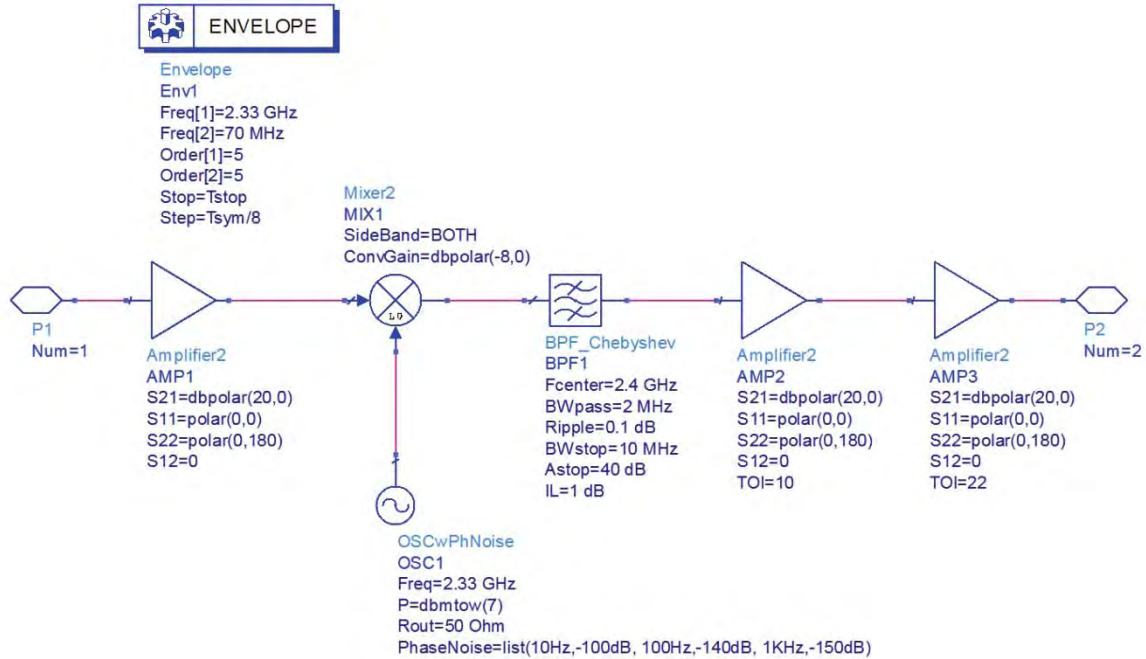 ENVELOPE
Envelope
Env1
Freq[1]=2.33 GHz
Freq[2]=70 MHz
Order[1]=5
Order[2]=5
Stop=Tstop
Step=Tsym/8
Mixer2
MIX1
SideBand=BOTH
ConvGain=dbpolar(-8,0)
LO
P1
Num=1
Amplifier2
AMP1
S21=dbpolar(20,0)
S11=polar(0,0)
S22=polar(0,180)
S12=0
BPF_Chebyshev
BPF1
Fcenter=2.4 GHz
BWpass=2 MHz
Ripple=0.1 dB
BWstop=10 MHz
Astop=40 dB
IL=1 dB
Amplifier2
AMP2
S21=dbpolar(20,0)
S11=polar(0,0)
S22=polar(0,180)
S12=0
TOI=10
Amplifier2
AMP3
S21=dbpolar(20,0)
S11=polar(0,0)
S22=polar(0,180)
S12=0
TOI=22
P2
Num=2
OSCwPhNoise
OSC1
Freq=2.33 GHz
P=dbmtow(7)
Rout=50 Ohm
PhaseNoise=list(10Hz,-100dB, 100Hz,-140dB, 1KHz,-150dB)